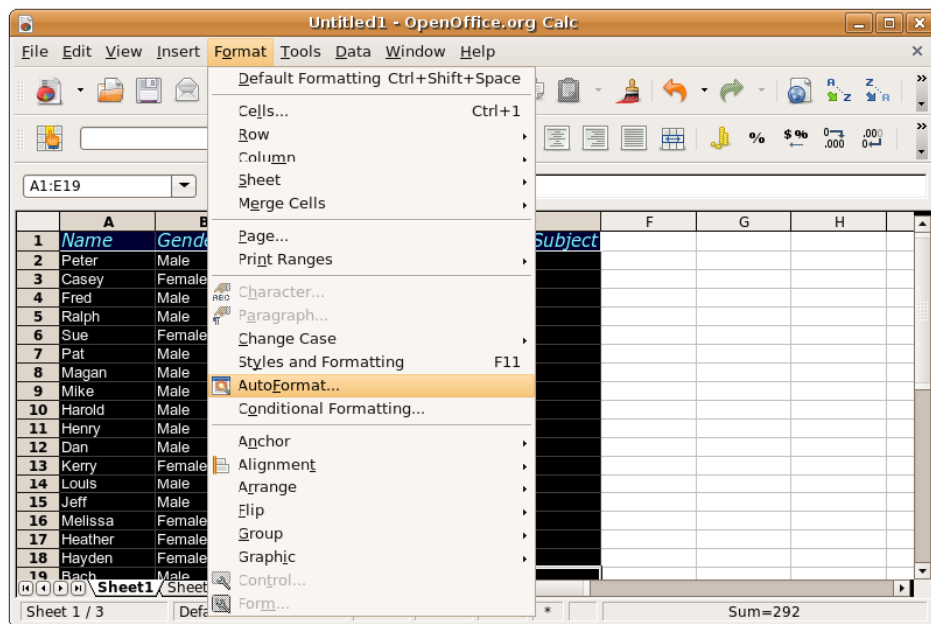 Untitled1 - OpenOffice.org Calc
File Edit View Insert Format Tools Data Window Help
Default Formatting Ctrl+Shift+Space
Cells... Ctrl+1
Row
Column
Sheet
Merge Cells
Page...
Print Ranges
Character...
Paragraph...
Change Case
Styles and Formatting F11
AutoFormat...
Conditional Formatting...
Anchor
Alignment
Arrange
Flip
Group
Graphic
Control...
Form...
A1:E19
A B F G H
1 Name Gende Subject
2 Peter Male
3 Casey Female
4 Fred Male
5 Ralph Male
6 Sue Female
7 Pat Male
8 Magan Male
9 Mike Male
10 Harold Male
11 Henry Male
12 Dan Male
13 Kerry Female
14 Louis Male
15 Jeff Male
16 Melissa Female
17 Heather Female
18 Hayden Female
19 Bach Male
Sheet1 Sheet
Sheet 1 / 3 Defa * Sum=292